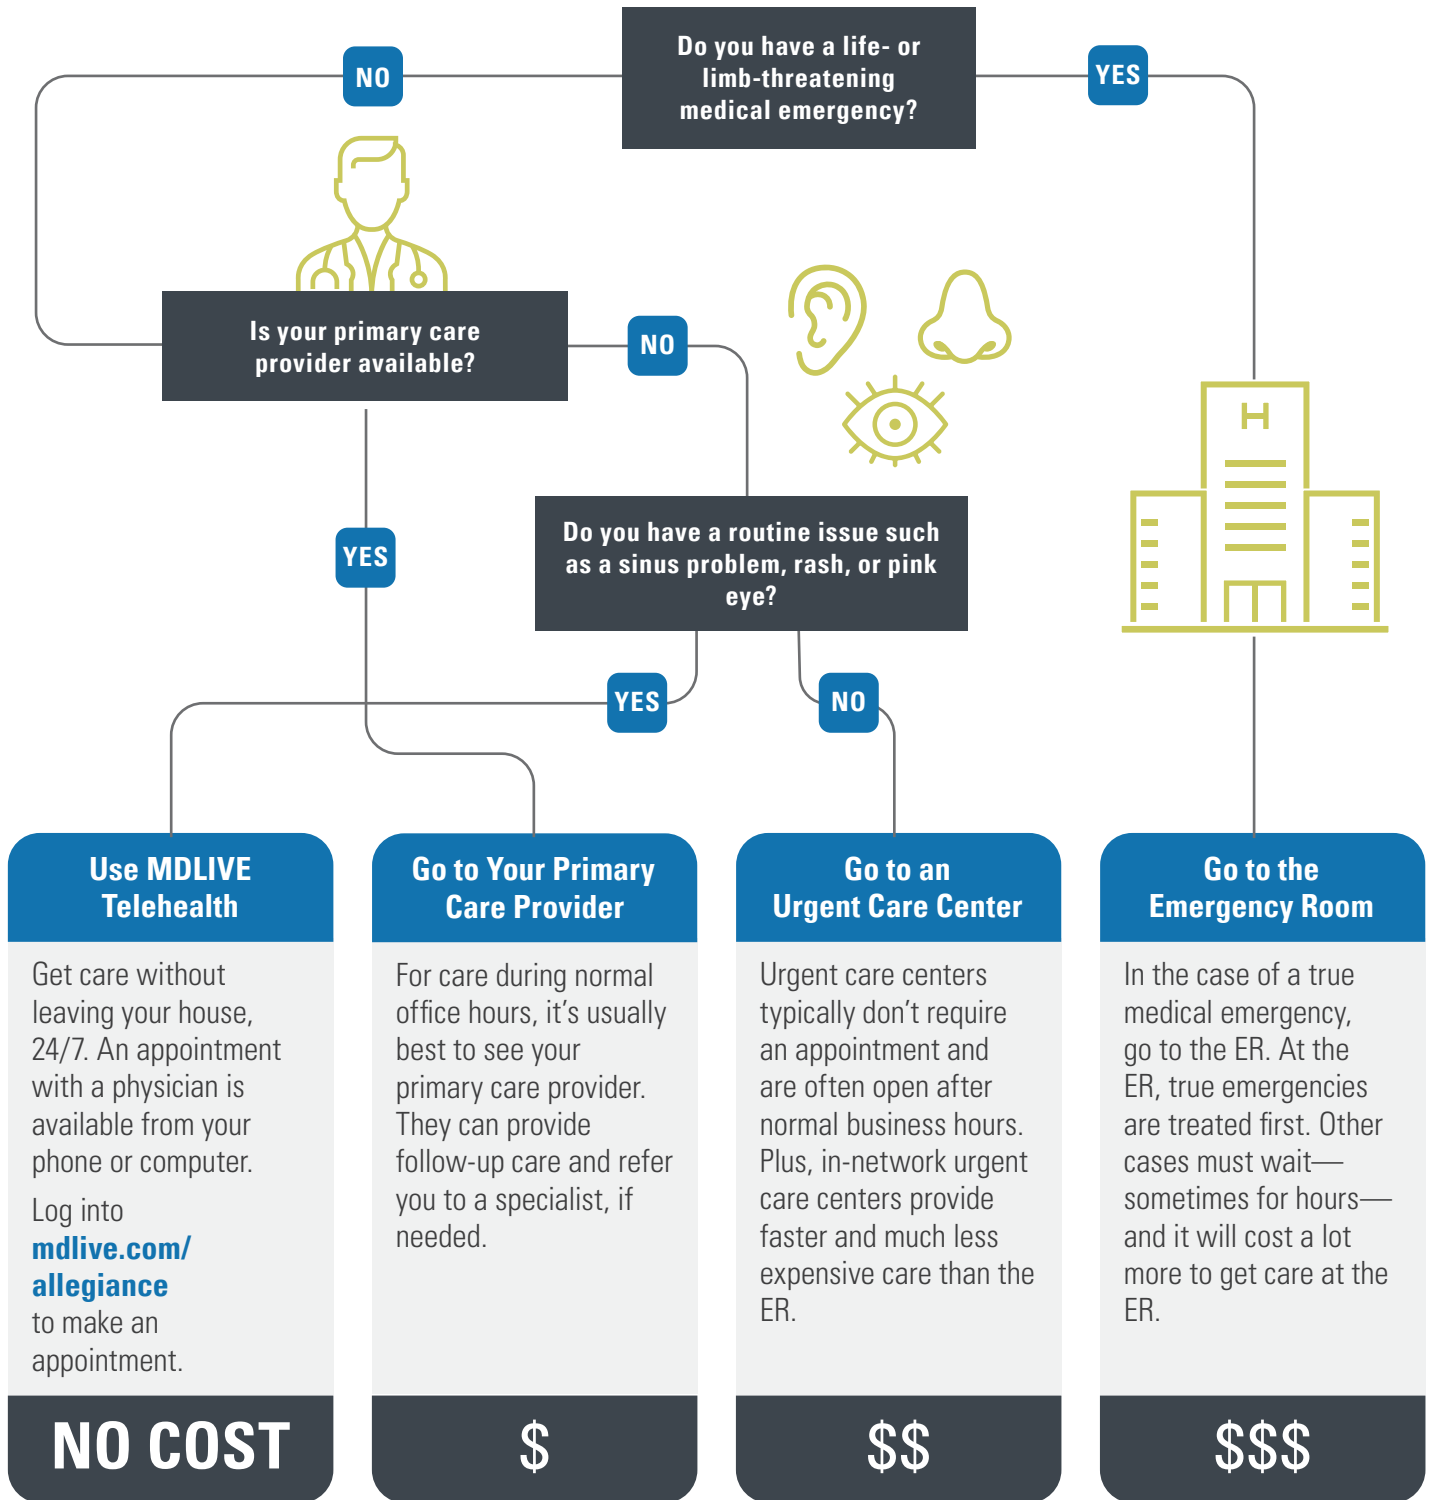 Do you have a life- or
limb-threatening
medical emergency?
NO
YES
Is your primary care
provider available?
NO
H
YES
Do you have a routine issue such
as a sinus problem, rash, or pink
eye?
YES
NO
Use MDLIVE
Telehealth
Get care without
leaving your house,
24/7. An appointment
with a physician is
available from your
phone or computer.
Log into
mdlive.com/
allegiance
to make an
appointment.
NO COST
Go to Your Primary
Care Provider
For care during normal
office hours, it’s usually
best to see your
primary care provider.
They can provide
follow-up care and refer
you to a specialist, if
needed.
$
Go to an
Urgent Care Center
Urgent care centers
typically don’t require
an appointment and
are often open after
normal business hours.
Plus, in-network urgent
care centers provide
faster and much less
expensive care than the
ER.
$$
Go to the
Emergency Room
In the case of a true
medical emergency,
go to the ER. At the
ER, true emergencies
are treated first. Other
cases must wait—
sometimes for hours—
and it will cost a lot
more to get care at the
ER.
$$$